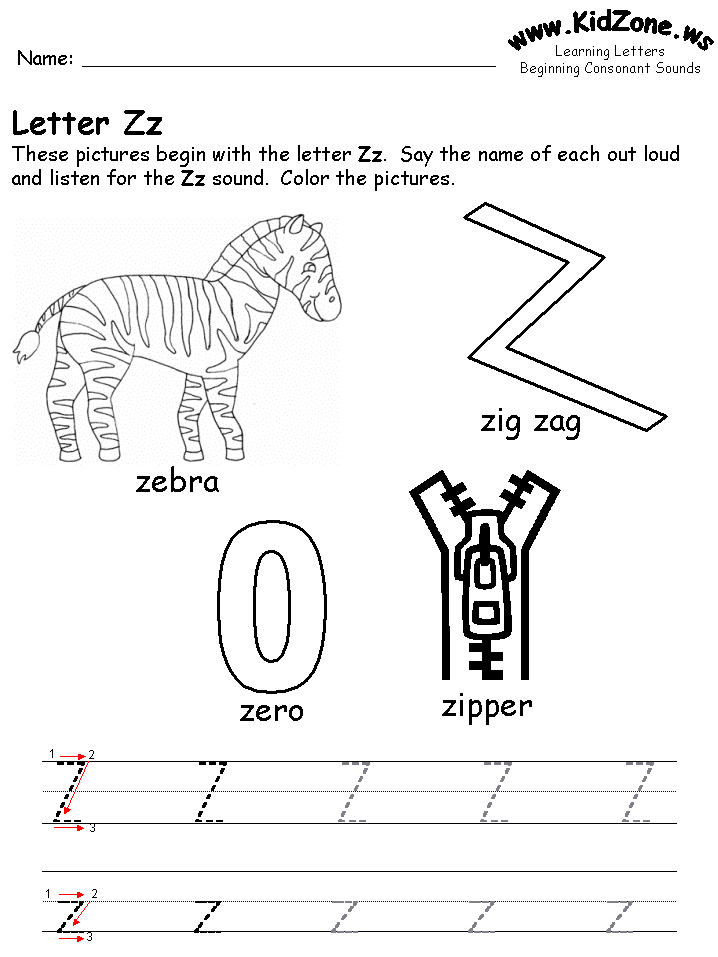 www.KidZone.ws
Learning Letters
Beginning Consonant Sounds
Name:
Letter Zz
These pictures begin with the letter Zz. Say the name of each out loud
and listen for the Zz sound. Color the pictures.
zig zag
zebra
0
zero
zipper
1 2
Z Z Z Z Z
3
1 2
z z z z z
3